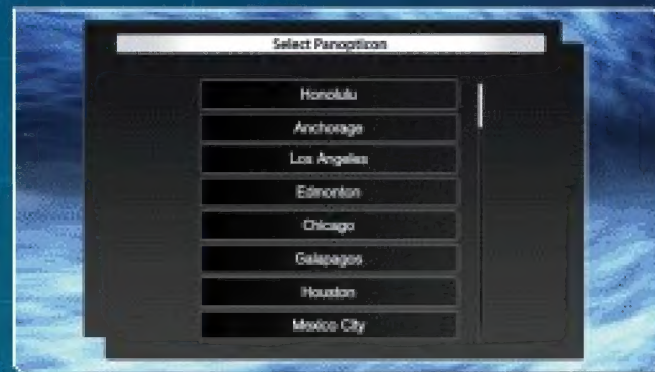 Select Panopticon
Honolulu
Anchorage
Los Angeles
Edmonton
Chicago
Galapagos
Houston
Mexico City